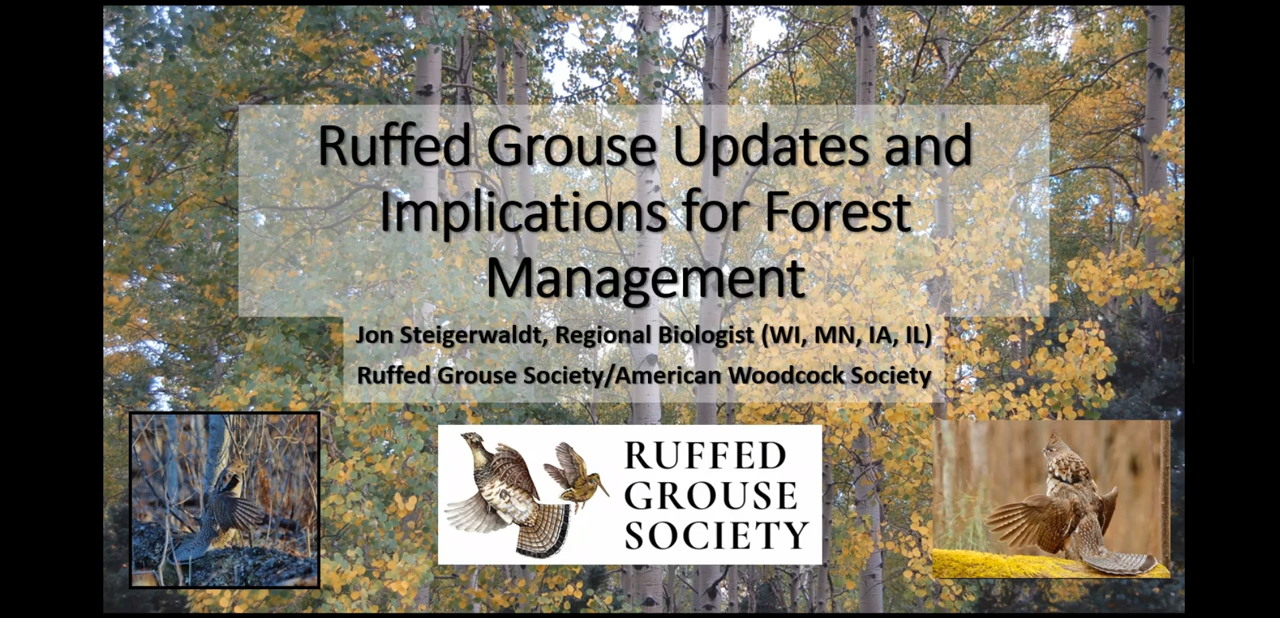 Ruffed Grouse Updates and
Implications for Forest
Management
Jon Steigerwaldt, Regional Biologist (WI, MN, IA, IL)
Ruffed Grouse Society/American Woodcock Society
RUFFED
GROUSE
SOCIETY